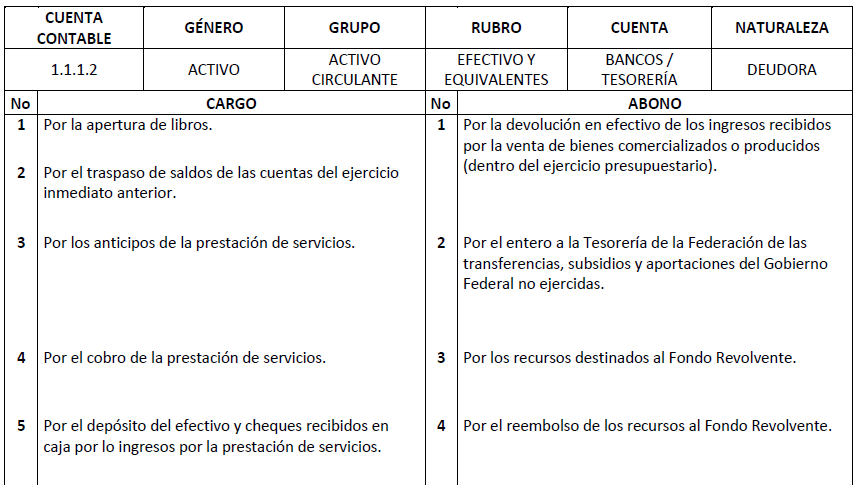 CUENTA CONTABLE GÉNERO GRUPO RUBRO CUENTA NATURALEZA
1.1.1.2 ACTIVO ACTIVO CIRCULANTE EFECTIVO Y EQUIVALENTES BANCOS / TESORERÍA DEUDORA
No CARGO No ABONO
1 Por la apertura de libros.
2 Por el traspaso de saldos de las cuentas del ejercicio
inmediato anterior.
3 Por los anticipos de la prestación de servicios.
4 Por el cobro de la prestación de servicios.
5 Por el depósito del efectivo y cheques recibidos en
caja por lo ingresos por la prestación de servicios.
1 Por la devolución en efectivo de los ingresos recibidos
por la venta de bienes comercializados o producidos
(dentro del ejercicio presupuestario).
2 Por el entero a la Tesorería de la Federación de las
transferencias, subsidios y aportaciones del Gobierno
Federal no ejercidas.
3 Por los recursos destinados al Fondo Revolvente.
4 Por el reembolso de los recursos al Fondo Revolvente.